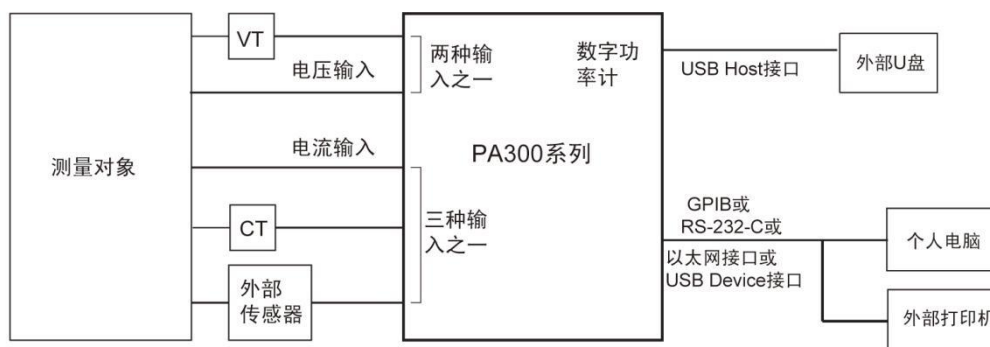 测量对象
VT
电压输入
电流输入
CT
外部
传感器
两种输
入之一
三种输
入之一
数字功
率计
PA300系列
USB Host接口
外部U盘
GPIB或
RS-232-C或
以太网接口或
USB Device接口
个人电脑
外部打印机